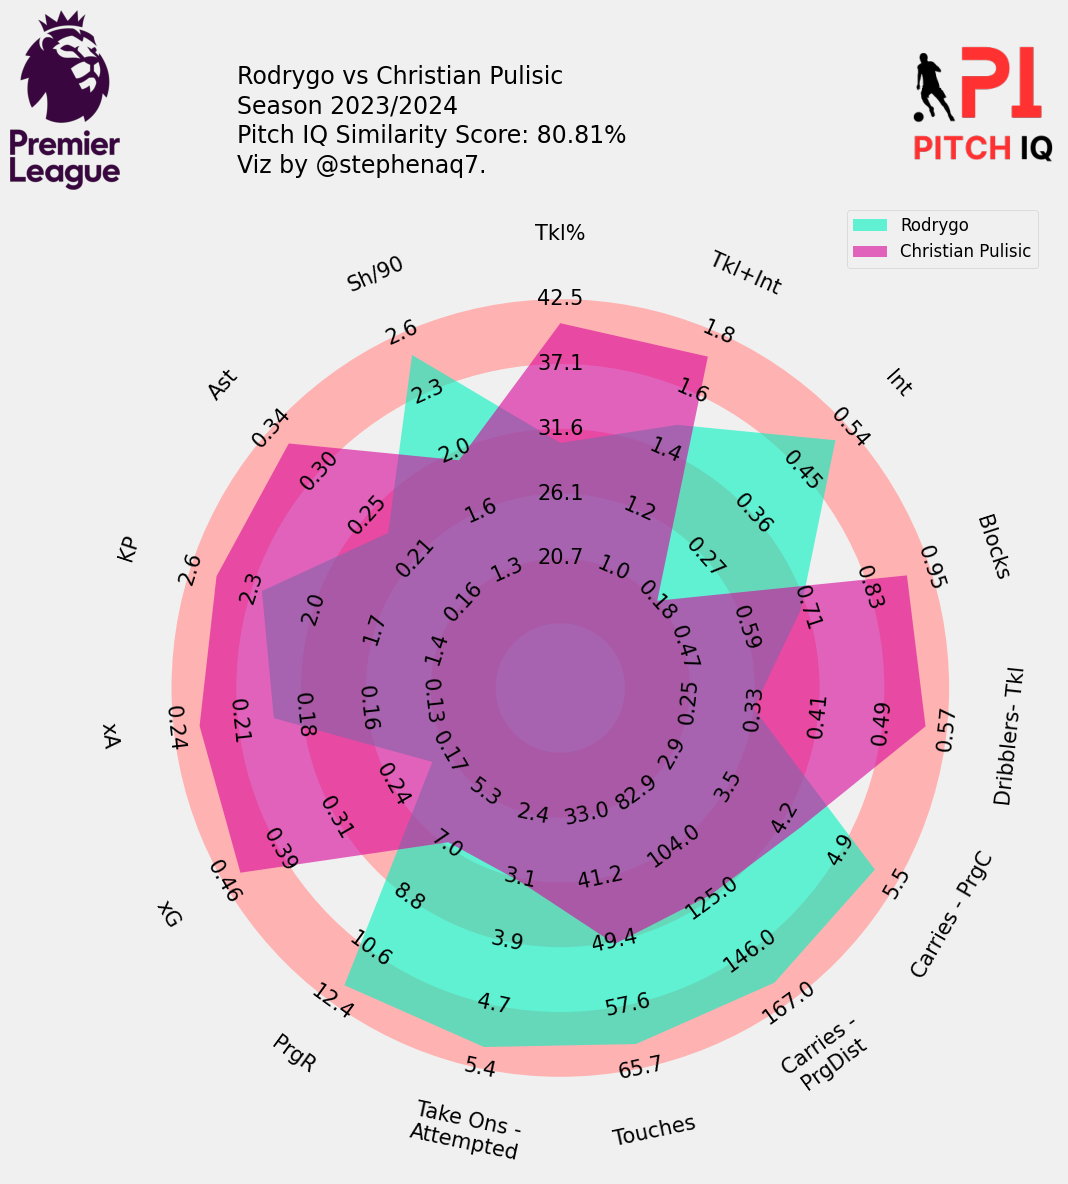 Premier
League
Rodrygo vs Christian Pulisic
Season 2023/2024
Pitch IQ Similarity Score: 80.81%
Viz by @stephenaq7.
PI
PITCH IQ
Rodrygo
Christian Pulisic
Tkl%
42.5
37.1
31.6
26.1
20.7
Tkl+Int
1.8
1.6
1.4
1.2
1.0
Int
0.54
0.45
0.36
0.27
0.18
Blocks
0.95
0.83
0.71
0.59
0.47
Dribblers- Tkl
0.57
0.49
0.41
0.33
0.25
Carries - PrgC
5.5
4.9
4.2
3.5
2.9
Carries -
PrgDist
167.0
146.0
125.0
104.0
82.9
Touches
65.7
57.6
49.4
41.2
33.0
Take Ons -
Attempted
5.4
4.7
3.9
3.1
2.4
PrgR
12.4
10.6
8.8
7.0
5.3
xG
0.46
0.39
0.31
0.24
0.17
xA
0.24
0.21
0.18
0.16
0.13
KP
2.6
2.3
2.0
1.7
1.4
Ast
0.34
0.30
0.25
0.21
0.16
Sh/90
2.6
2.3
2.0
1.6
1.3